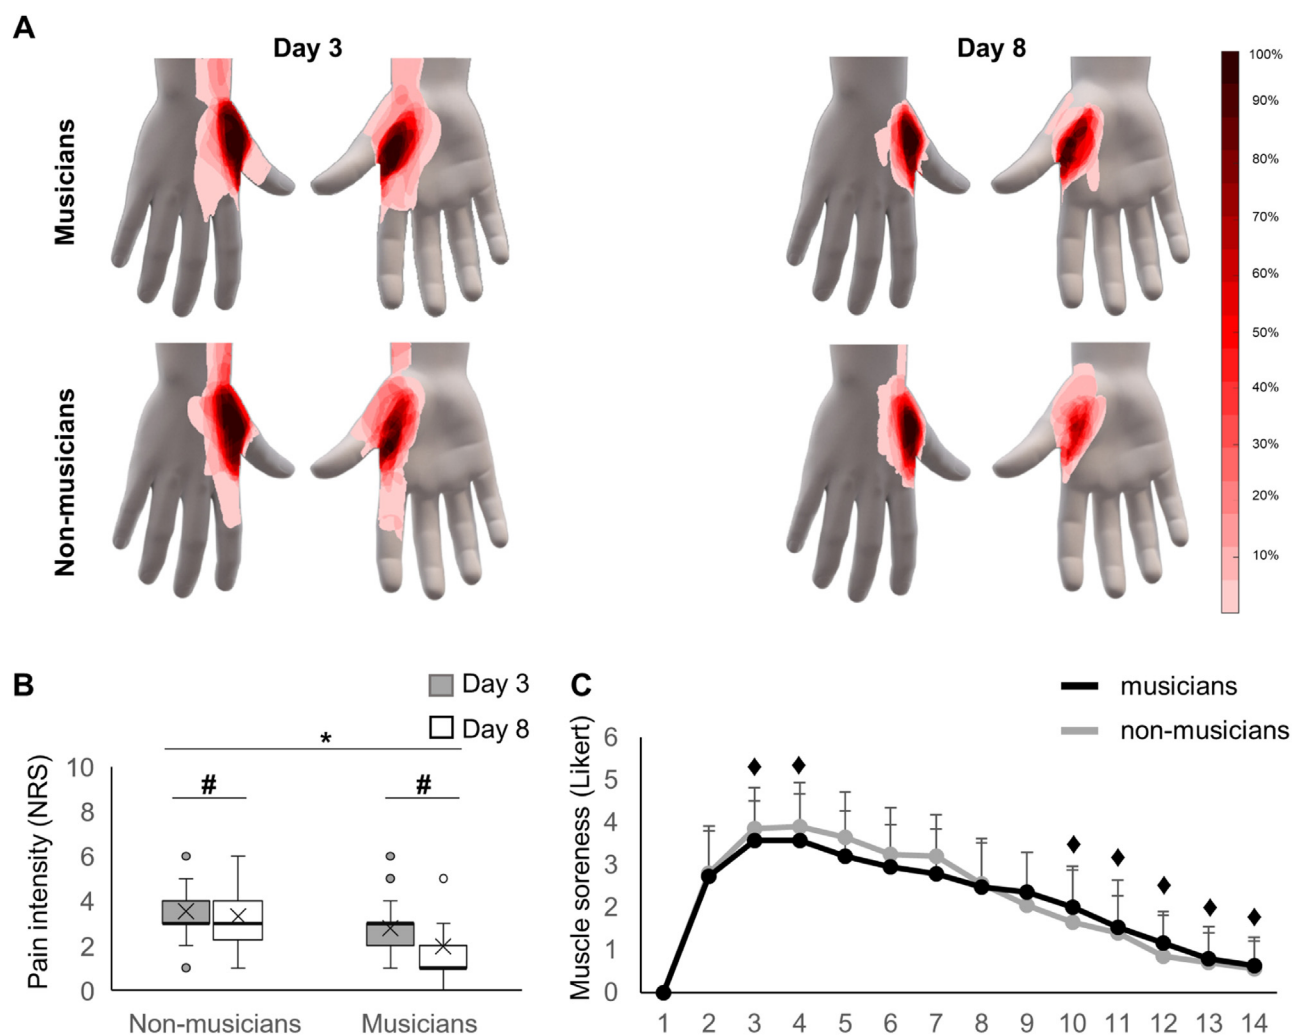 A
Day 3
Day 8
Musicians
Non-musicians
100%
90%
80%
70%
60%
50%
40%
30%
20%
10%
B
Day 3
Day 8
Pain intensity (NRS)
10
8
6
4
2
0
*
#
#
Non-musicians
Musicians
C
musicians
non-musicians
Muscle soreness (Likert)
6
5
4
3
2
1
0
1 2 3 4 5 6 7 8 9 10 11 12 13 14